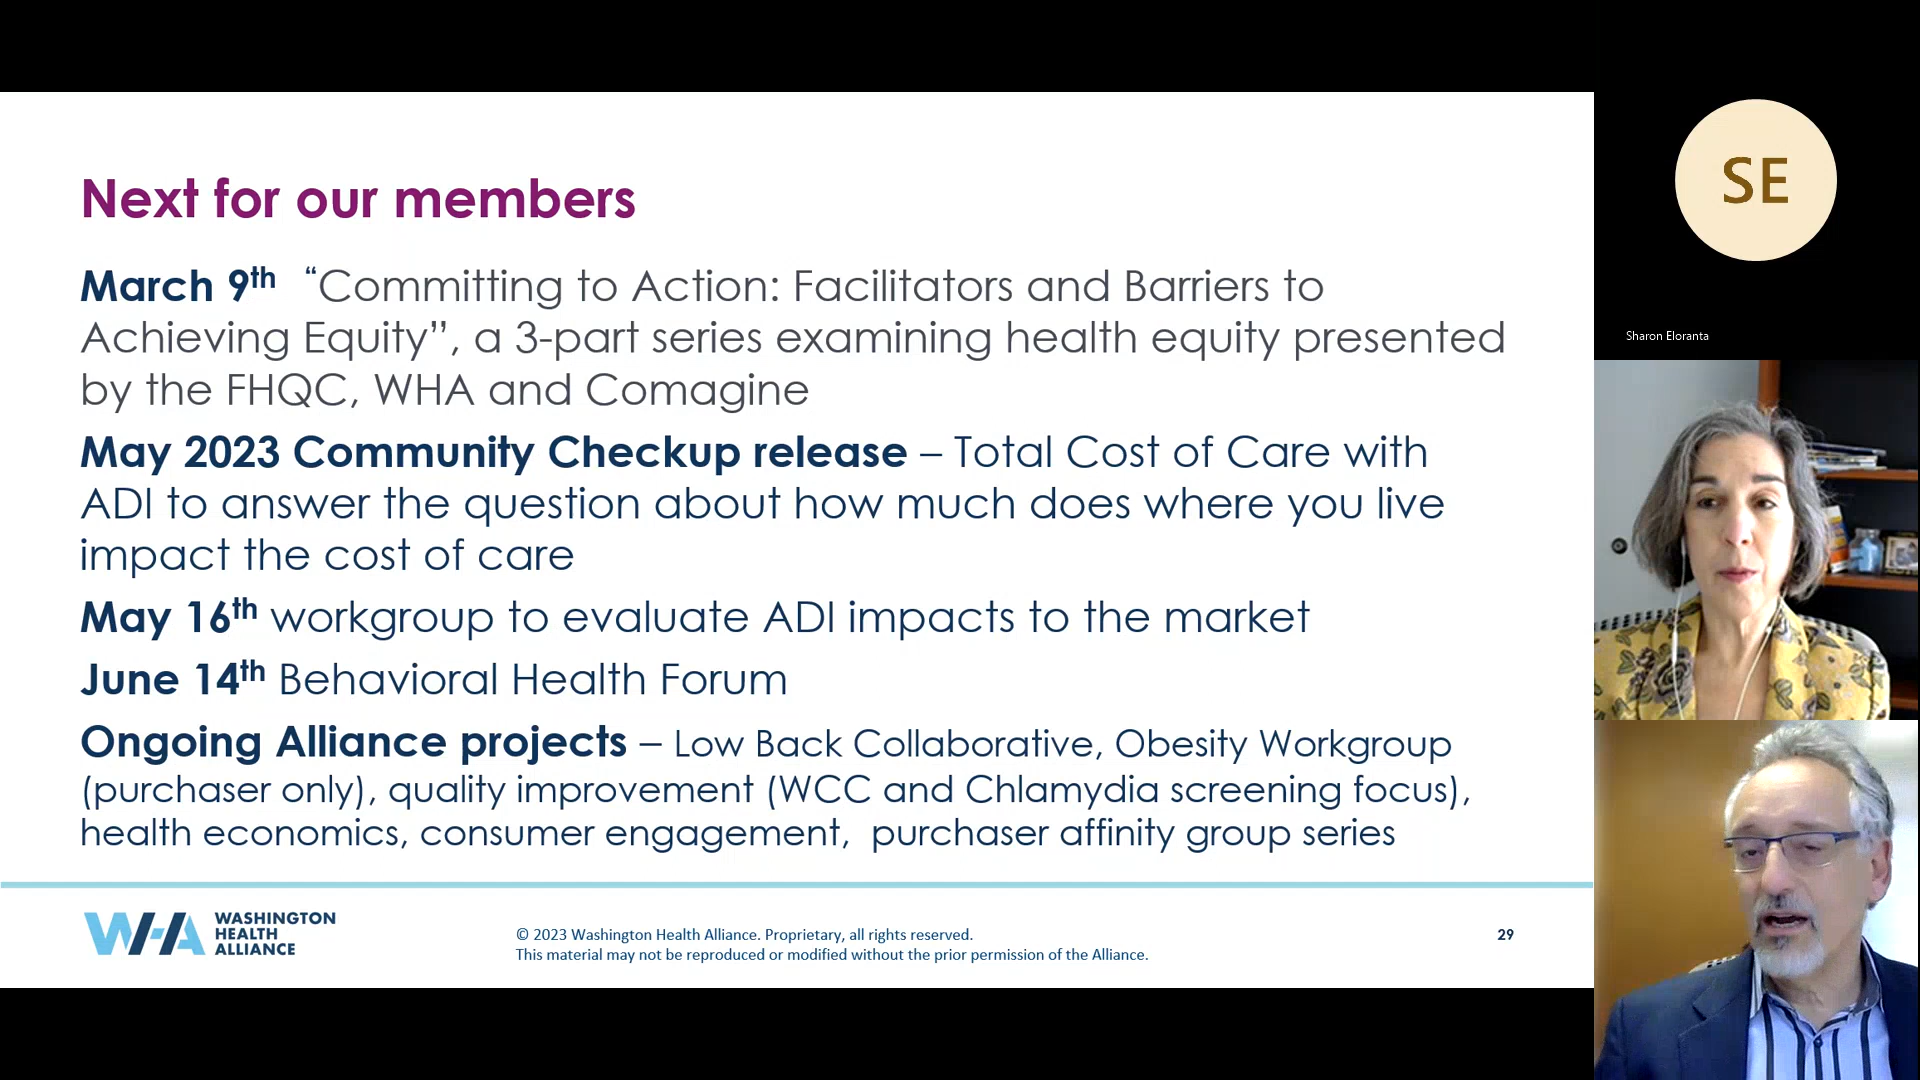 Next for our members
March 9th “Committing to Action: Facilitators and Barriers to
Achieving Equity”, a 3-part series examining health equity presented
by the FHQC, WHA and Comagine
May 2023 Community Checkup release – Total Cost of Care with
ADI to answer the question about how much does where you live
impact the cost of care
May 16th workgroup to evaluate ADI impacts to the market
June 14th Behavioral Health Forum
Ongoing Alliance projects – Low Back Collaborative, Obesity Workgroup
(purchaser only), quality improvement (WCC and Chlamydia screening focus),
health economics, consumer engagement,  purchaser affinity group series
WHA WASHINGTON
HEALTH
ALLIANCE
© 2023 Washington Health Alliance. Proprietary, all rights reserved.
This material may not be reproduced or modified without the prior permission of the Alliance.
29
SE
Sharon Eloranta